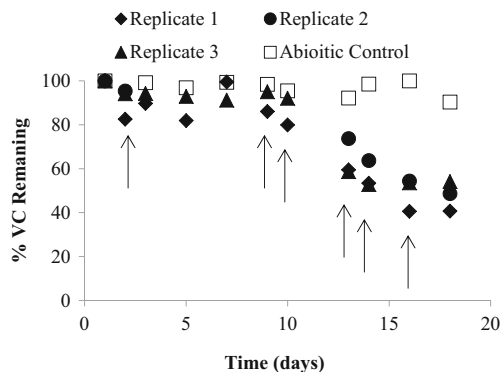 Replicate 1
Replicate 2
Replicate 3
Abioitic Control
100
80
60
40
20
0
% VC Remaning
0
5
10
15
20
Time (days)